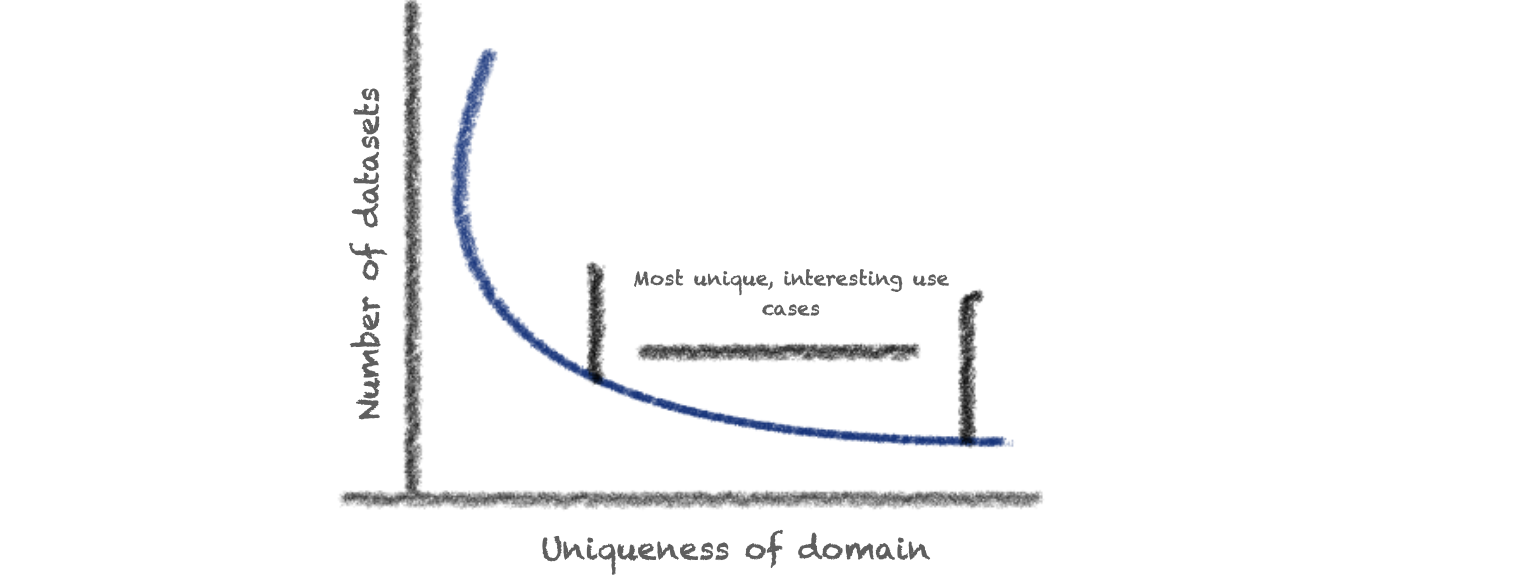 Number of datasets
Most unique, interesting use
cases
Uniqueness of domain